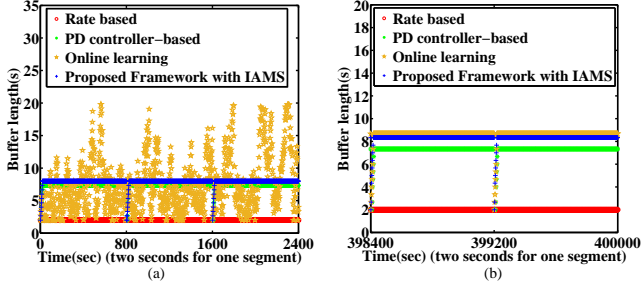 Rate based
PD controller-based
Online learning
Proposed Framework with IAMS
Buffer length(s)
40
35
30
25
20
15
10
5
0
0
800
1600
2400
Time(sec) (two seconds for one segment)
(a)
Rate based
PD controller-based
Online learning
Proposed Framework with IAMS
Buffer length(s)
20
18
16
14
12
10
8
6
4
2
0
398400
399200
400000
Time(sec) (two seconds for one segment)
(b)